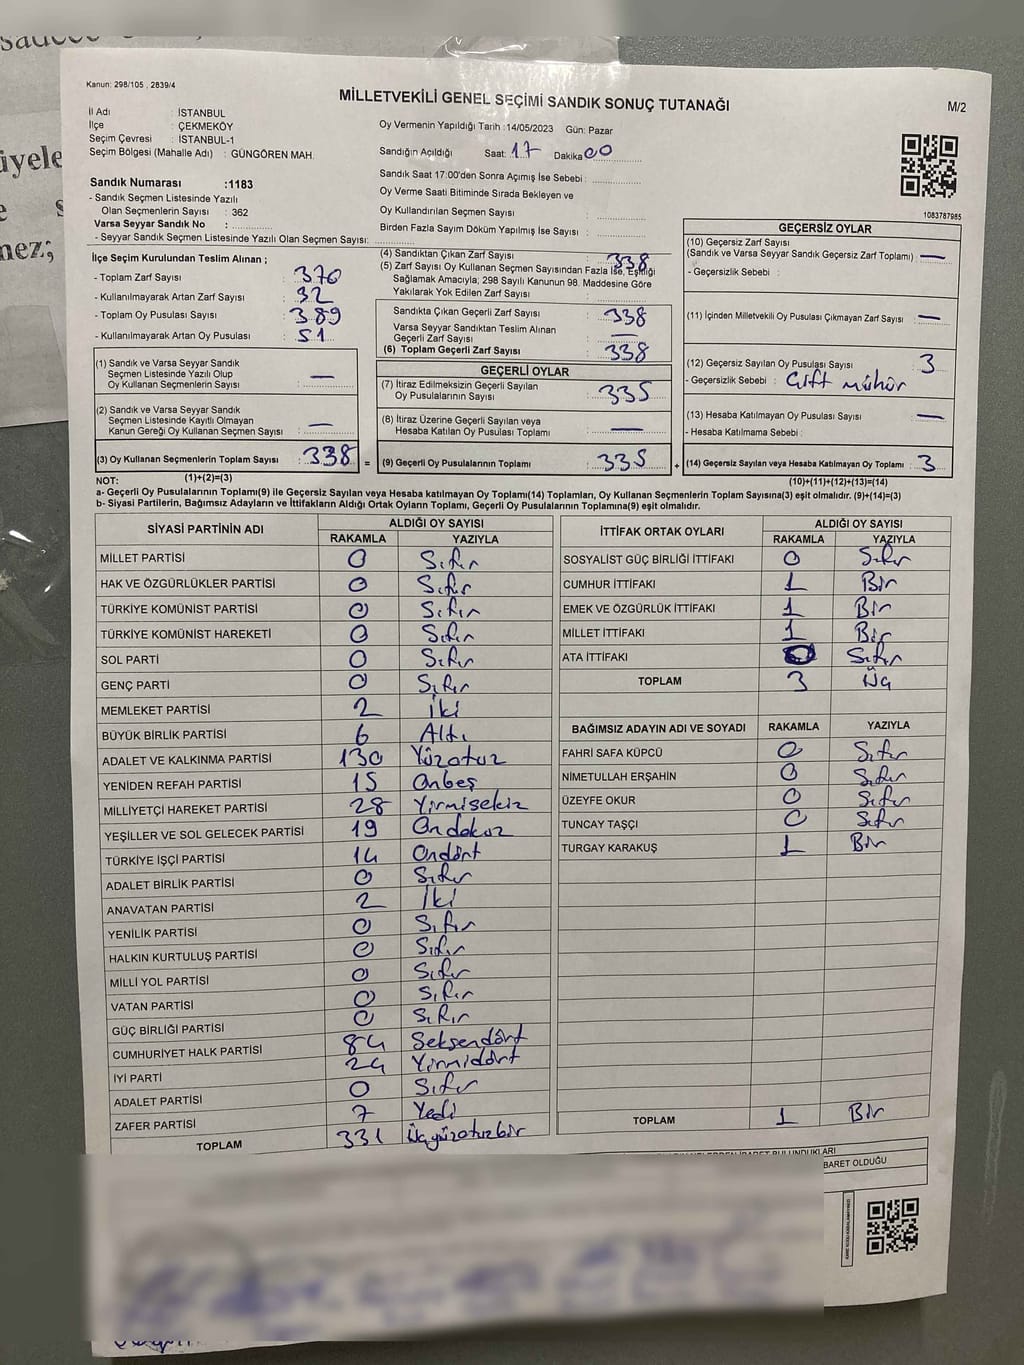 Kanun: 298/105 , 2839/4
MİLLETVEKİLİ GENEL SEÇİMİ SANDIK SONUÇ TUTANAĞI
M/2
İl Adı : İSTANBUL
İlçe : ÇEKMEKÖY
Seçim Çevresi : İSTANBUL-1
Seçim Bölgesi (Mahalle Adı) : GÜNGÖREN MAH.
Oy Vermenin Yapıldığı Tarih :14/05/2023 Gün: Pazar
Sandığın Açıldığı Saat: 17 Dakika 00
Sandık Saat 17:00'den Sonra Açımış İse Sebebi :
Oy Verme Saati Bitiminde Sırada Bekleyen ve
Oy Kullandırılan Seçmen Sayısı :
Birden Fazla Sayım Döküm Yapılmış İse Sayısı :
1083787985
Sandık Numarası :1183
- Sandık Seçmen Listesinde Yazılı
Olan Seçmenlerin Sayısı : 362
Varsa Seyyar Sandık No :
- Seyyar Sandık Seçmen Listesinde Yazılı Olan Seçmen Sayısı:
İlçe Seçim Kurulundan Teslim Alınan ;
- Toplam Zarf Sayısı : 370
- Kullanılmayarak Artan Zarf Sayısı : 32
- Toplam Oy Pusulası Sayısı : 389
- Kullanılmayarak Artan Oy Pusulası : 51
(1) Sandık ve Varsa Seyyar Sandık
Seçmen Listesinde Yazılı Olup
Oy Kullanan Seçmenlerin Sayısı : —
(2) Sandık ve Varsa Seyyar Sandık
Seçmen Listesinde Kayıtlı Olmayan
Kanun Gereği Oy Kullanan Seçmen Sayısı : —
(3) Oy Kullanan Seçmenlerin Toplam Sayısı : 338
(1)+(2)=(3)
(4) Sandıktan Çıkan Zarf Sayısı : 338
(5) Zarf Sayısı Oy Kullanan Seçmen Sayısından Fazla İse, Eşitliği
Sağlamak Amacıyla; 298 Sayılı Kanunun 98. Maddesine Göre
Yakılarak Yok Edilen Zarf Sayısı :
Sandıkta Çıkan Geçerli Zarf Sayısı : 338
Varsa Seyyar Sandıktan Teslim Alınan
Geçerli Zarf Sayısı : —
(6) Toplam Geçerli Zarf Sayısı : 338
GEÇERLİ OYLAR
(7) İtiraz Edilmeksizin Geçerli Sayılan
Oy Pusulalarının Sayısı : 335
(8) İtiraz Üzerine Geçerli Sayılan veya
Hesaba Katılan Oy Pusulası Toplamı : —
= (9) Geçerli Oy Pusulalarının Toplamı : 335
GEÇERSİZ OYLAR
(10) Geçersiz Zarf Sayısı
(Sandık ve Varsa Seyyar Sandık Geçersiz Zarf Toplamı) : —
- Geçersizlik Sebebi :
(11) İçinden Milletvekili Oy Pusulası Çıkmayan Zarf Sayısı : —
(12) Geçersiz Sayılan Oy Pusulası Sayısı : 3
- Geçersizlik Sebebi : Çift mühür
(13) Hesaba Katılmayan Oy Pusulası Sayısı : —
- Hesaba Katılmama Sebebi :
+ (14) Geçersiz Sayılan veya Hesaba Katılmayan Oy Toplamı : 3
(10)+(11)+(12)+(13)=(14)
NOT:
a- Geçerli Oy Pusulalarının Toplamı(9) ile Geçersiz Sayılan veya Hesaba katılmayan Oy Toplamı(14) Toplamları, Oy Kullanan Seçmenlerin Toplam Sayısına(3) eşit olmalıdır. (9)+(14)=(3)
b- Siyasi Partilerin, Bağımsız Adayların ve İttifakların Aldığı Ortak Oyların Toplamı, Geçerli Oy Pusulalarının Toplamına(9) eşit olmalıdır.
SİYASİ PARTİNİN ADI ALDIĞI OY SAYISI
RAKAMLA YAZIYLA
MİLLET PARTİSİ 0 Sıfır
HAK VE ÖZGÜRLÜKLER PARTİSİ 0 Sıfır
TÜRKİYE KOMÜNİST PARTİSİ 0 Sıfır
TÜRKİYE KOMÜNİST HAREKETİ 0 Sıfır
SOL PARTİ 0 Sıfır
GENÇ PARTİ 0 Sıfır
MEMLEKET PARTİSİ 2 İki
BÜYÜK BİRLİK PARTİSİ 6 Altı
ADALET VE KALKINMA PARTİSİ 130 Yüzotuz
YENİDEN REFAH PARTİSİ 15 Onbeş
MİLLİYETÇİ HAREKET PARTİSİ 28 Yirmisekiz
YEŞİLLER VE SOL GELECEK PARTİSİ 19 Ondokuz
TÜRKİYE İŞÇİ PARTİSİ 14 Ondört
ADALET BİRLİK PARTİSİ 0 Sıfır
ANAVATAN PARTİSİ 2 İki
YENİLİK PARTİSİ 0 Sıfır
HALKIN KURTULUŞ PARTİSİ 0 Sıfır
MİLLİ YOL PARTİSİ 0 Sıfır
VATAN PARTİSİ 0 Sıfır
GÜÇ BİRLİĞİ PARTİSİ 0 Sıfır
CUMHURİYET HALK PARTİSİ 84 Seksendört
İYİ PARTİ 24 Yirmidört
ADALET PARTİSİ 0 Sıfır
ZAFER PARTİSİ 7 Yedi
TOPLAM 331 Üçyüzotuzbir
İTTİFAK ORTAK OYLARI ALDIĞI OY SAYISI
RAKAMLA YAZIYLA
SOSYALİST GÜÇ BİRLİĞİ İTTİFAKI 0 Sıfır
CUMHUR İTTİFAKI 1 Bir
EMEK VE ÖZGÜRLÜK İTTİFAKI 1 Bir
MİLLET İTTİFAKI 1 Bir
ATA İTTİFAKI 0 Sıfır
TOPLAM 3 Üç
BAĞIMSIZ ADAYIN ADI VE SOYADI RAKAMLA YAZIYLA
FAHRİ SAFA KÜPCÜ 0 Sıfır
NİMETULLAH ERŞAHİN 0 Sıfır
ÜZEYFE OKUR 0 Sıfır
TUNCAY TAŞÇI 0 Sıfır
TURGAY KARAKUŞ 1 Bir
TOPLAM 1 Bir
BARET OLDUĞU